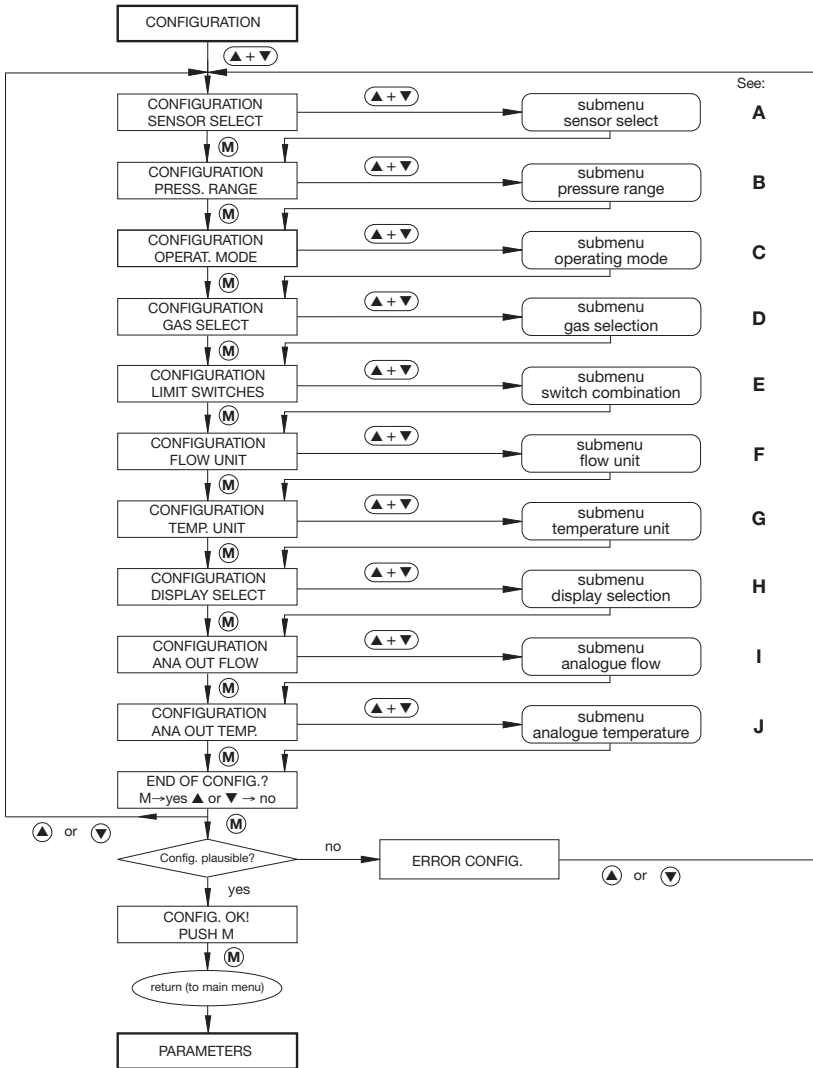 CONFIGURATION
▲ + ▼
See:
CONFIGURATION
SENSOR SELECT
▲ + ▼
submenu
sensor select
A
M
CONFIGURATION
PRESS. RANGE
▲ + ▼
submenu
pressure range
B
M
CONFIGURATION
OPERAT. MODE
▲ + ▼
submenu
operating mode
C
M
CONFIGURATION
GAS SELECT
▲ + ▼
submenu
gas selection
D
M
CONFIGURATION
LIMIT SWITCHES
▲ + ▼
submenu
switch combination
E
M
CONFIGURATION
FLOW UNIT
▲ + ▼
submenu
flow unit
F
M
CONFIGURATION
TEMP. UNIT
▲ + ▼
submenu
temperature unit
G
M
CONFIGURATION
DISPLAY SELECT
▲ + ▼
submenu
display selection
H
M
CONFIGURATION
ANA OUT FLOW
▲ + ▼
submenu
analogue flow
I
M
CONFIGURATION
ANA OUT TEMP.
▲ + ▼
submenu
analogue temperature
J
M
END OF CONFIG.?
M→yes ▲ or ▼ → no
▲ or ▼
M
Config. plausible?
no
ERROR CONFIG.
▲ or ▼
yes
CONFIG. OK!
PUSH M
M
return (to main menu)
PARAMETERS